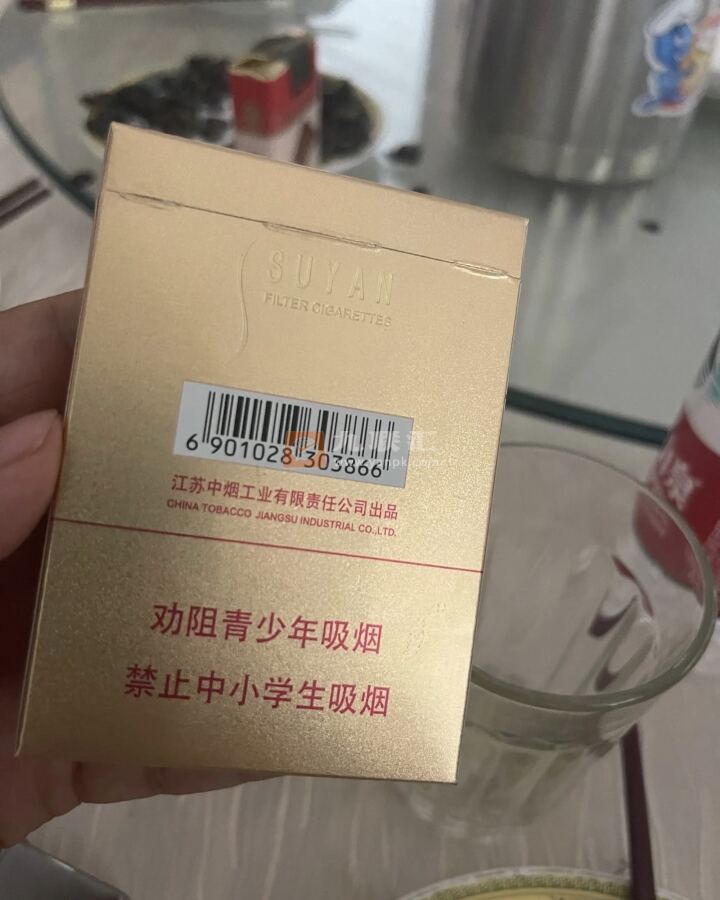 SUYAN
FILTER CIGARETTES
6 901028 303866
江苏中烟工业有限责任公司出品
CHINA TOBACCO JIANGSU INDUSTRIAL CO.,LTD.
劝阻青少年吸烟
禁止中小学生吸烟